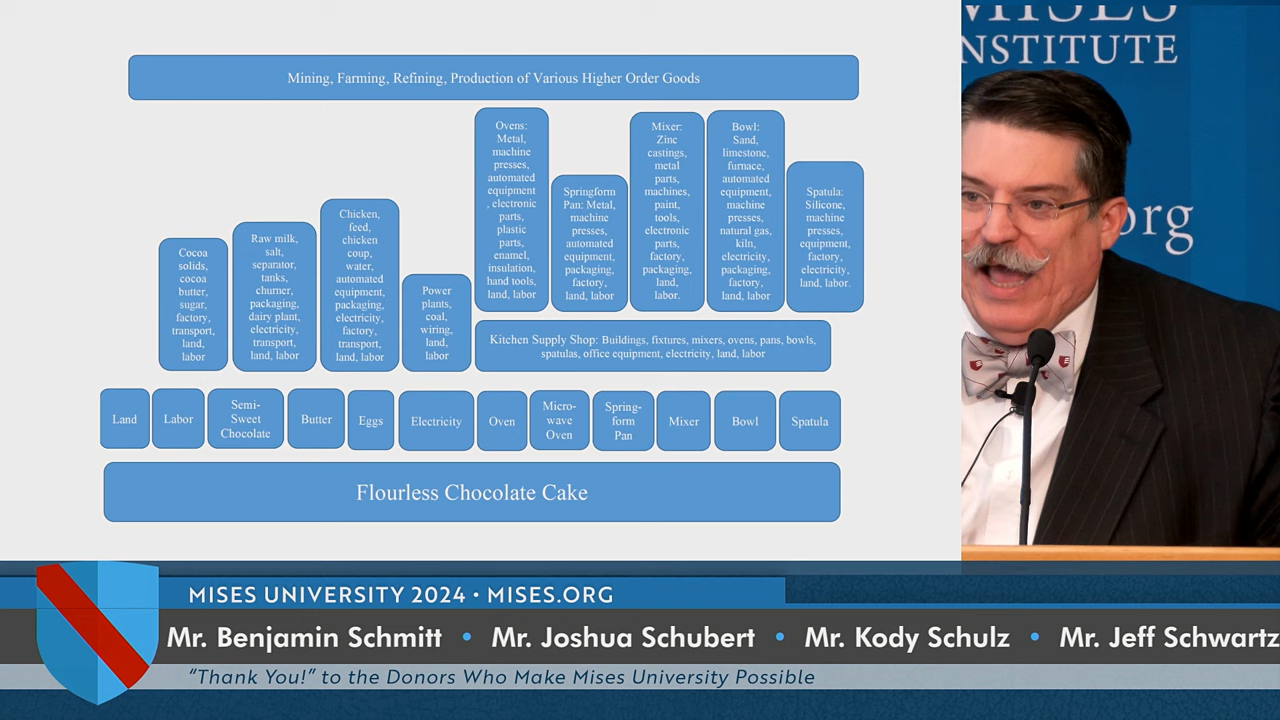 Mining, Farming, Refining, Production of Various Higher Order Goods
Cocoa
solids,
cocoa
butter,
sugar,
factory,
transport,
land,
labor
Raw milk,
salt,
separator,
tanks,
churner,
packaging,
dairy plant,
electricity,
transport,
land, labor
Chicken,
feed,
chicken
coup,
water,
automated
equipment,
packaging,
electricity,
factory,
transport,
land, labor
Power
plants,
coal,
wiring,
land,
labor
Ovens:
Metal,
machine
presses,
automated
equipment
, electronic
parts,
plastic
parts,
enamel,
insulation,
hand tools,
land, labor
Springform
Pan: Metal,
machine
presses,
automated
equipment,
packaging,
factory,
land, labor
Mixer:
Zinc
castings,
metal
parts,
machines,
paint,
tools,
electronic
parts,
factory,
packaging,
land,
labor.
Bowl:
Sand,
limestone,
furnace,
automated
equipment,
machine
presses,
natural gas,
kiln,
electricity,
packaging,
factory,
land, labor
Spatula:
Silicone,
machine
presses,
equipment,
factory,
electricity,
land, labor.
Kitchen Supply Shop: Buildings, fixtures, mixers, ovens, pans, bowls,
spatulas, office equipment, electricity, land, labor
Land
Labor
Semi-
Sweet
Chocolate
Butter
Eggs
Electricity
Oven
Micro-
wave
Oven
Spring-
form
Pan
Mixer
Bowl
Spatula
Flourless Chocolate Cake
MISES
NSTITUTE
org
MISES UNIVERSITY 2024 • MISES.ORG
Mr. Benjamin Schmitt • Mr. Joshua Schubert • Mr. Kody Schulz • Mr. Jeff Schwartz
“Thank You!” to the Donors Who Make Mises University Possible